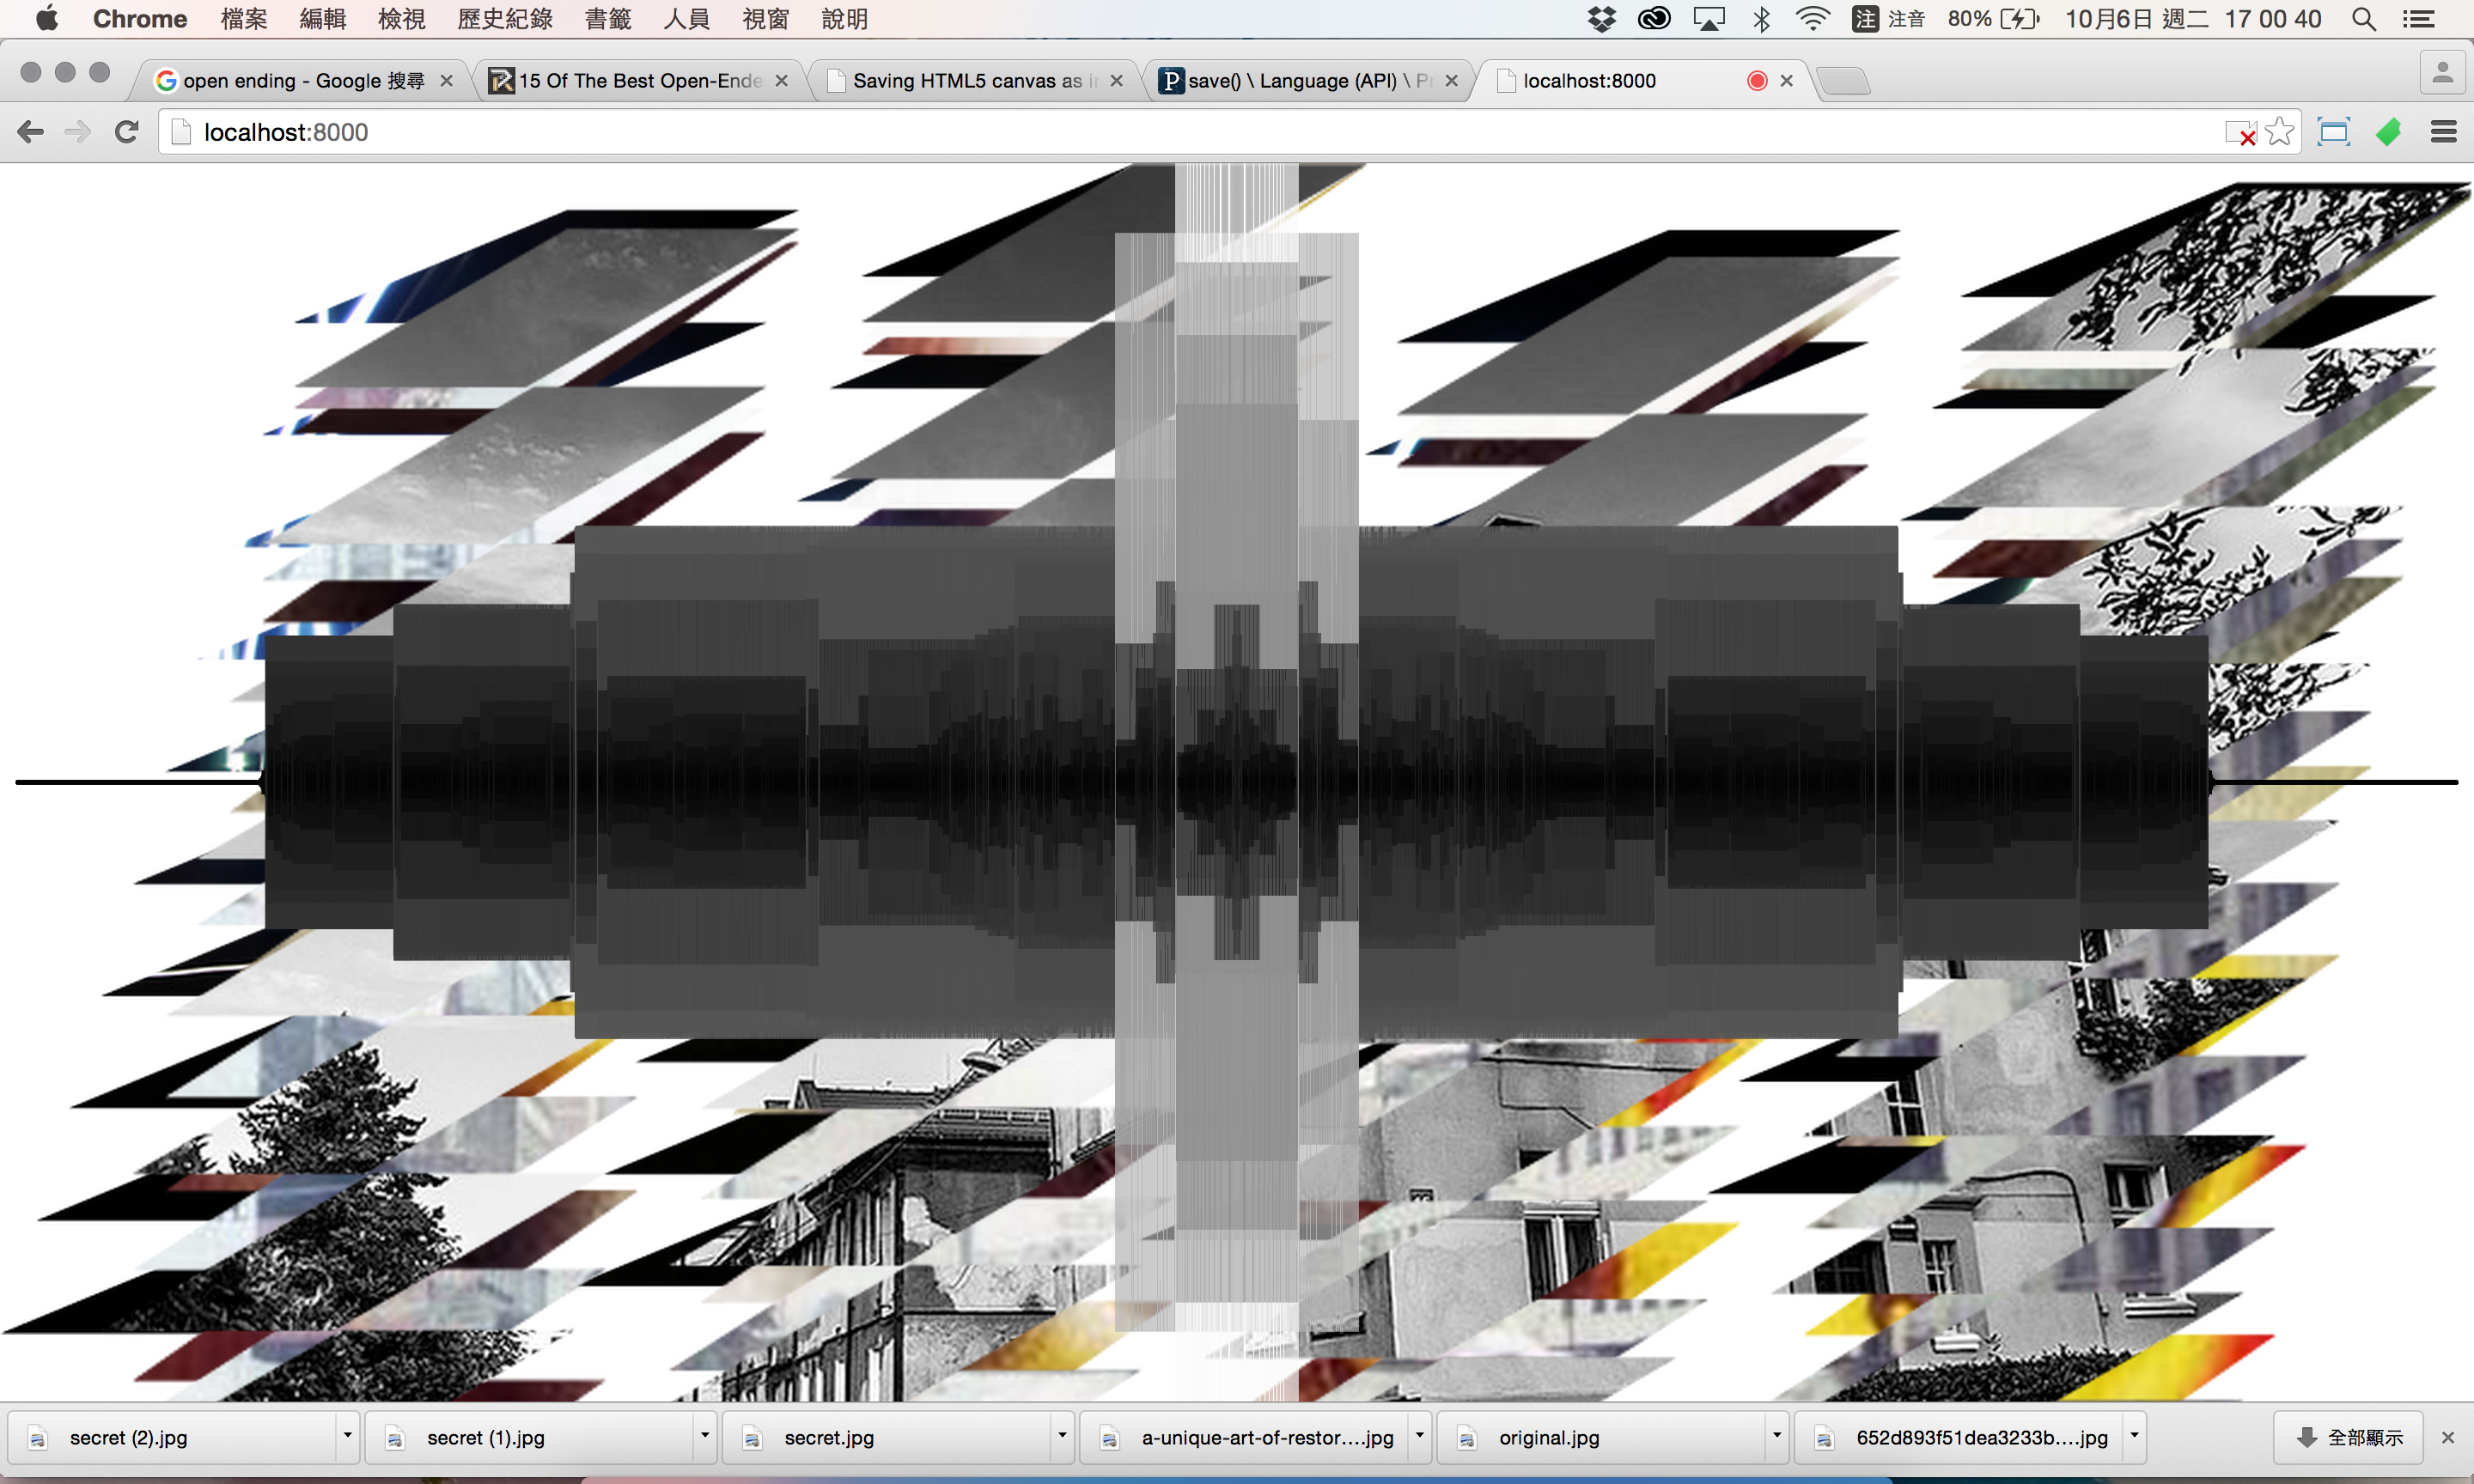 Chrome 檔案 編輯 檢視 歷史紀錄 書籤 人員 視窗 說明 注 注音 80% 10月6日 週二 17 00 40
open ending - Google 搜尋 15 Of The Best Open-Ende Saving HTML5 canvas as i save() \ Language (API) \ P localhost:8000
localhost:8000
secret (2).jpg secret (1).jpg secret.jpg a-unique-art-of-restor....jpg original.jpg 652d893f51dea3233b....jpg 全部顯示